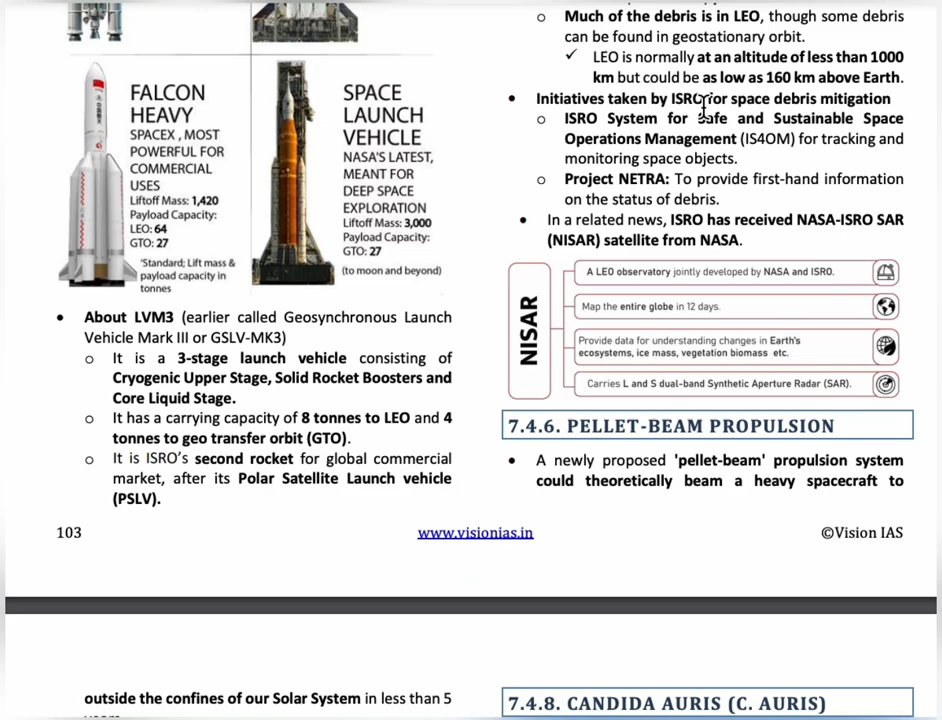 FALCON
HEAVY
SPACEX , MOST
POWERFUL FOR
COMMERCIAL
USES
Liftoff Mass: 1,420
Payload Capacity:
LEO: 64
GTO: 27
'Standard; Lift mass &
payload capacity in
tonnes
SPACE
LAUNCH
VEHICLE
NASA'S LATEST,
MEANT FOR
DEEP SPACE
EXPLORATION
Liftoff Mass: 3,000
Payload Capacity:
GTO: 27
(to moon and beyond)
• About LVM3 (earlier called Geosynchronous Launch
Vehicle Mark III or GSLV-MK3)
o It is a 3-stage launch vehicle consisting of
Cryogenic Upper Stage, Solid Rocket Boosters and
Core Liquid Stage.
o It has a carrying capacity of 8 tonnes to LEO and 4
tonnes to geo transfer orbit (GTO).
o It is ISRO's second rocket for global commercial
market, after its Polar Satellite Launch vehicle
(PSLV).
o Much of the debris is in LEO, though some debris
can be found in geostationary orbit.
✓ LEO is normally at an altitude of less than 1000
km but could be as low as 160 km above Earth.
• Initiatives taken by ISRO for space debris mitigation
o ISRO System for Safe and Sustainable Space
Operations Management (IS4OM) for tracking and
monitoring space objects.
o Project NETRA: To provide first-hand information
on the status of debris.
• In a related news, ISRO has received NASA-ISRO SAR
(NISAR) satellite from NASA.
NISAR
A LEO observatory jointly developed by NASA and ISRO.
Map the entire globe in 12 days.
Provide data for understanding changes in Earth's
ecosystems, ice mass, vegetation biomass etc.
Carries L and S dual-band Synthetic Aperture Radar (SAR).
7.4.6. PELLET-BEAM PROPULSION
• A newly proposed 'pellet-beam' propulsion system
could theoretically beam a heavy spacecraft to
103
www.visionias.in
©Vision IAS
outside the confines of our Solar System in less than 5
7.4.8. CANDIDA AURIS (C. AURIS)